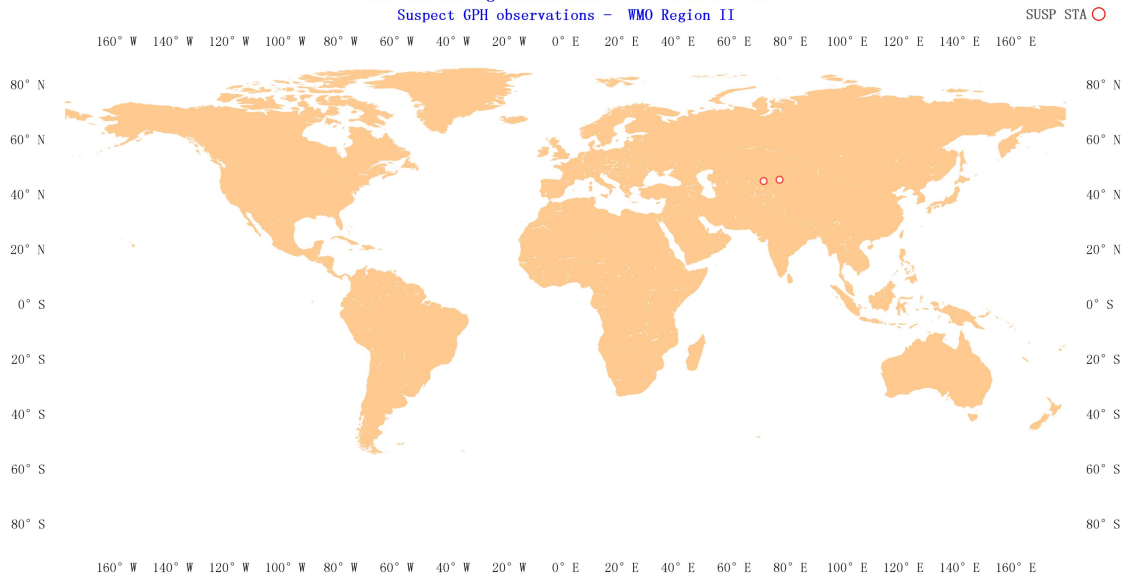 Suspect GPH observations - WMO Region II
SUSP STA
160° W 140° W 120° W 100° W 80° W 60° W 40° W 20° W 0° E 20° E 40° E 60° E 80° E 100° E 120° E 140° E 160° E
80° N 80° N
60° N 60° N
40° N 40° N
20° N 20° N
0° S 0° S
20° S 20° S
40° S 40° S
60° S 60° S
80° S 80° S
160° W 140° W 120° W 100° W 80° W 60° W 40° W 20° W 0° E 20° E 40° E 60° E 80° E 100° E 120° E 140° E 160° E